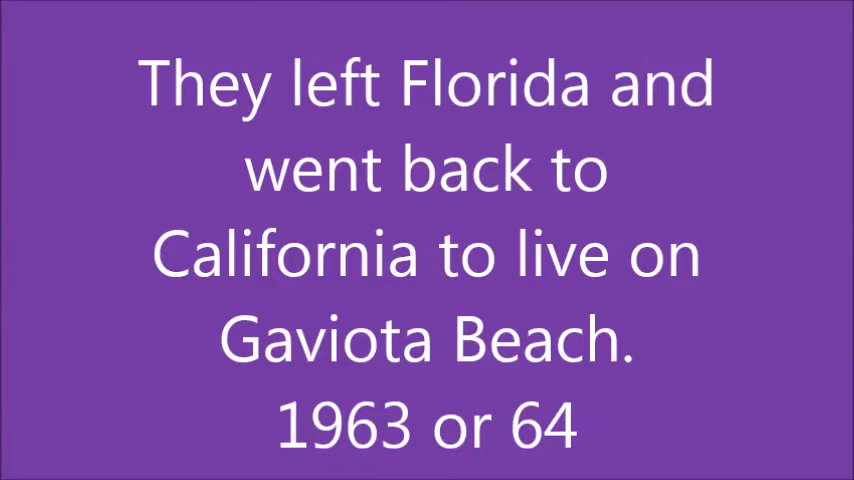 They left Florida and
went back to
California to live on
Gaviota Beach.
1963 or 64